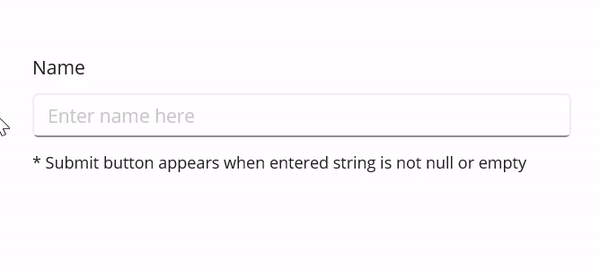 Name
Enter name here
* Submit button appears when entered string is not null or empty